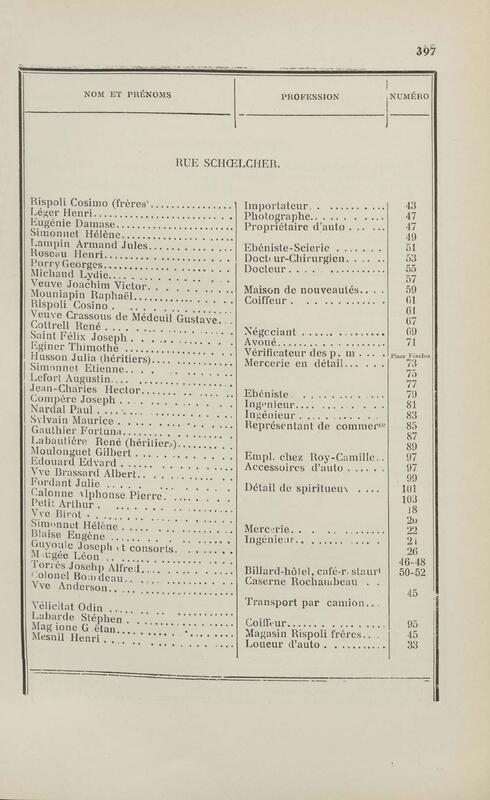 397
NOM ET PRÉNOMS PROFESSION NUMÉRO
RUE SCHŒLCHER.
Rispoli Cosimo (frères) Importateur 43
Léger Henri Photographe 47
Eugénie Damase Propriétaire d'auto 47
Simonnet Hélène 49
Lampin Armand Jules Ebéniste-Scierie 51
Roseau Henri Docteur-Chirurgien 53
Porry Georges Docteur 55
Michaud Lydie 57
Veuve Joachim Victor Maison de nouveautés 59
Mouniapin Raphaël Coiffeur 61
Rispoli Cosino 61
Veuve Crassous de Médeuil Gustave 67
Cottrell René Négociant 69
Saint Félix Joseph Avoué 71
Eginer Thimothé Vérificateur des p. m Place Fénelon
Husson Julia (héritiers) Mercerie en détail 73
Simonnet Etienne 75
Lefort Augustin 77
Jean-Charles Hector Ebéniste 79
Compère Joseph Ingenieur 81
Nardal Paul Ingénieur 83
Sylvain Maurice Représentant de commerce 85
Gauthier Fortuna 87
Labautière René (héritiers) 89
Moulonguet Gilbert Empl. chez Roy-Camille 97
Edouard Edvard Accessoires d'auto 97
Vve Brassard Albert 99
Fordant Julie Détail de spiritueux 101
Calonne Alphonse Pierre 103
Petit Arthur 18
Vve Birot 20
Simonnet Hélène Mercerie 22
Blaise Eugène Ingénieur 21
Guyoule Joseph et consorts 26
Maugée Léon 46-48
Torrès Josehp Alfred Billard-hôtel, café-restaurt 50-52
Colonel Bondeau Caserne Rochambeau
Vve Anderson 45
Vélicitat Odin Transport par camion
Labarde Stéphen Coiffeur 95
Maggione Gaëtan Magasin Rispoli frères 45
Mesnil Henri Loueur d'auto 33